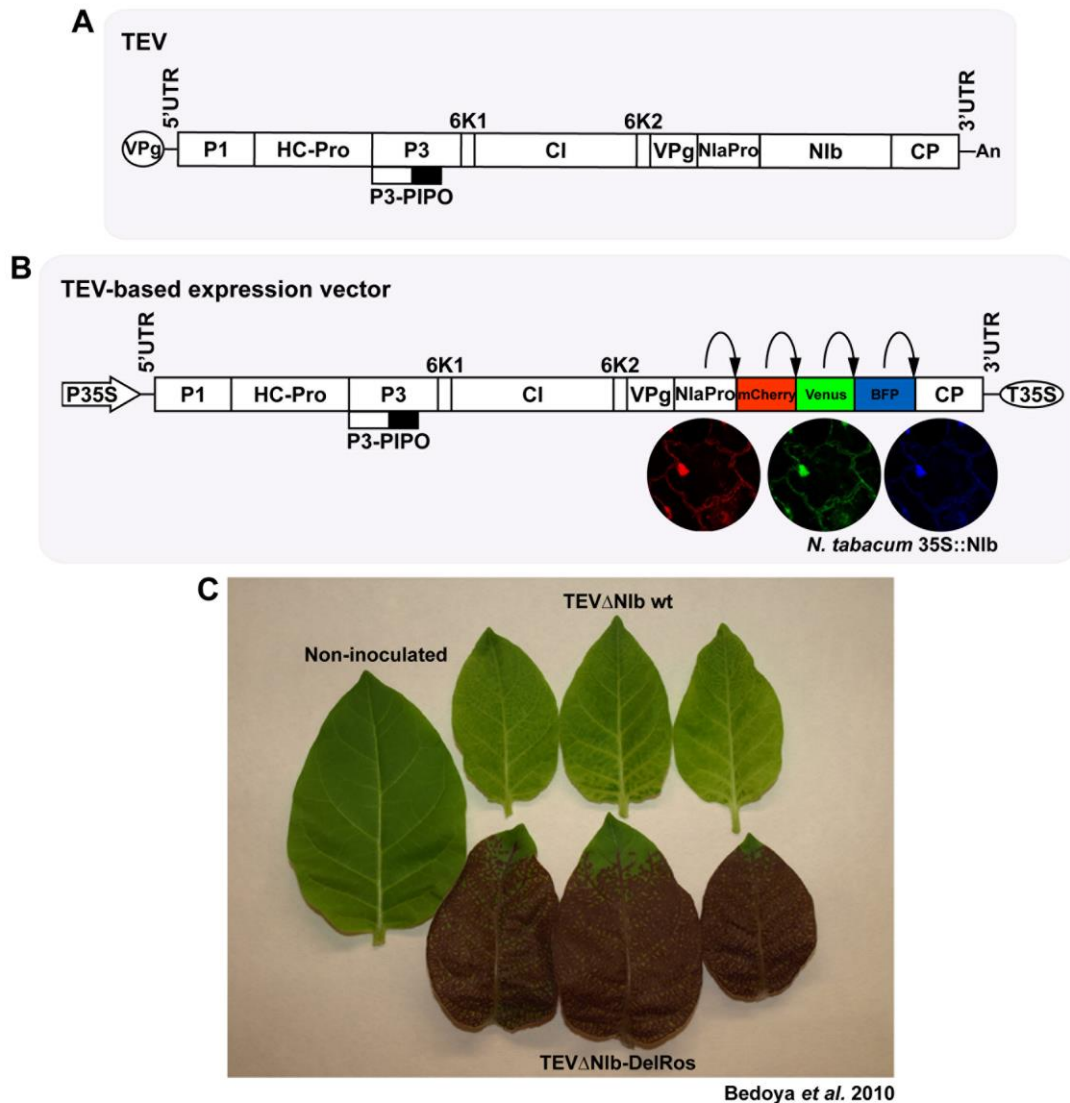 A
TEV
5'UTR
3'UTR
6K1
6K2
VPg
P1
HC-Pro
P3
CI
VPg
NIaPro
NIb
CP
An
P3-PIPO
B
TEV-based expression vector
5'UTR
3'UTR
6K1
6K2
P35S
P1
HC-Pro
P3
CI
VPg
NIaPro
mCherry
Venus
BFP
CP
T35S
P3-PIPO
N. tabacum 35S::NIb
C
TEVΔNIb wt
Non-inoculated
TEVΔNIb-DelRos
Bedoya et al. 2010